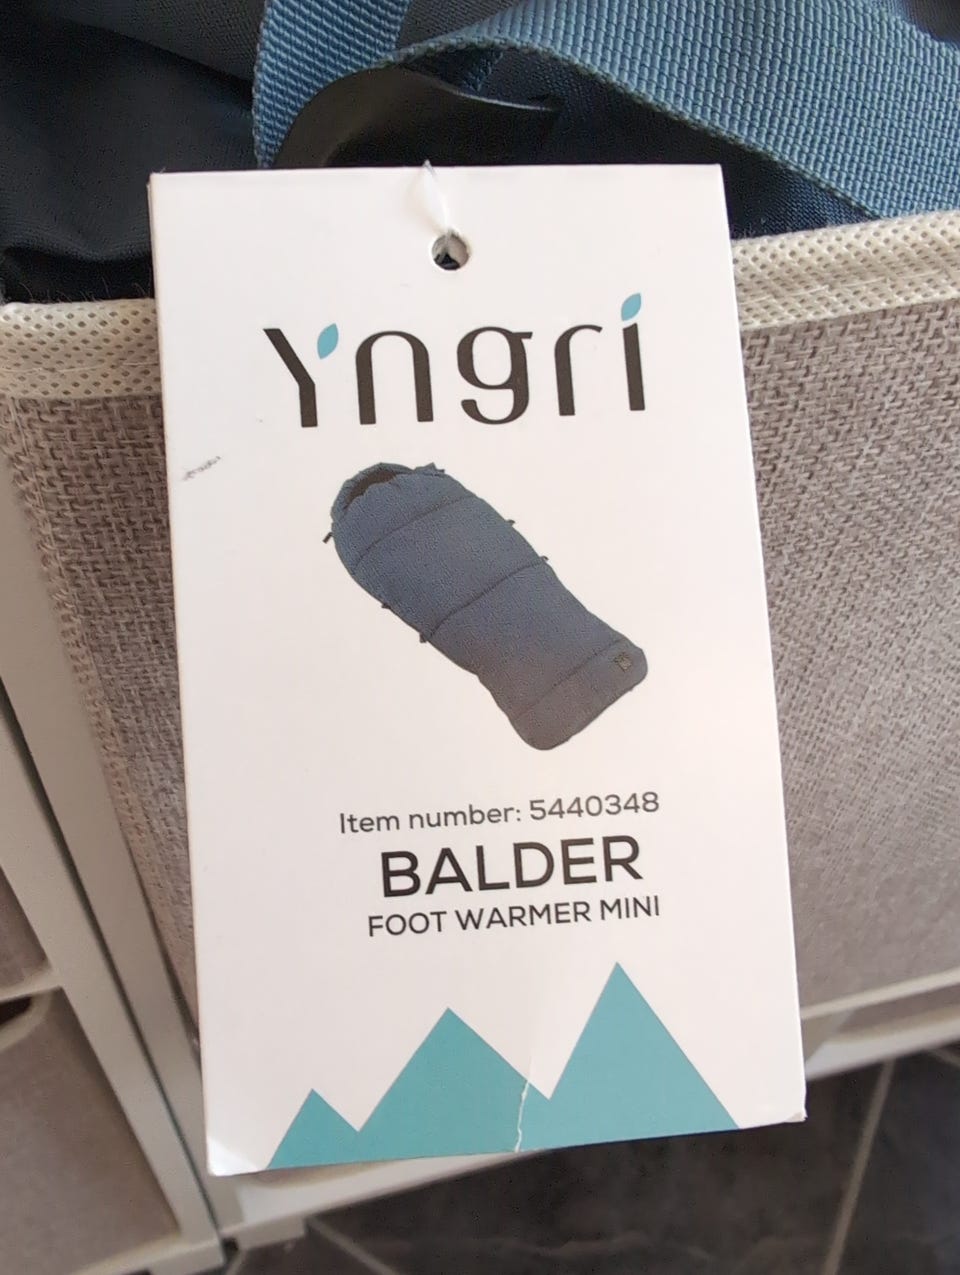 Yngri
Item number: 5440348
BALDER
FOOT WARMER MINI